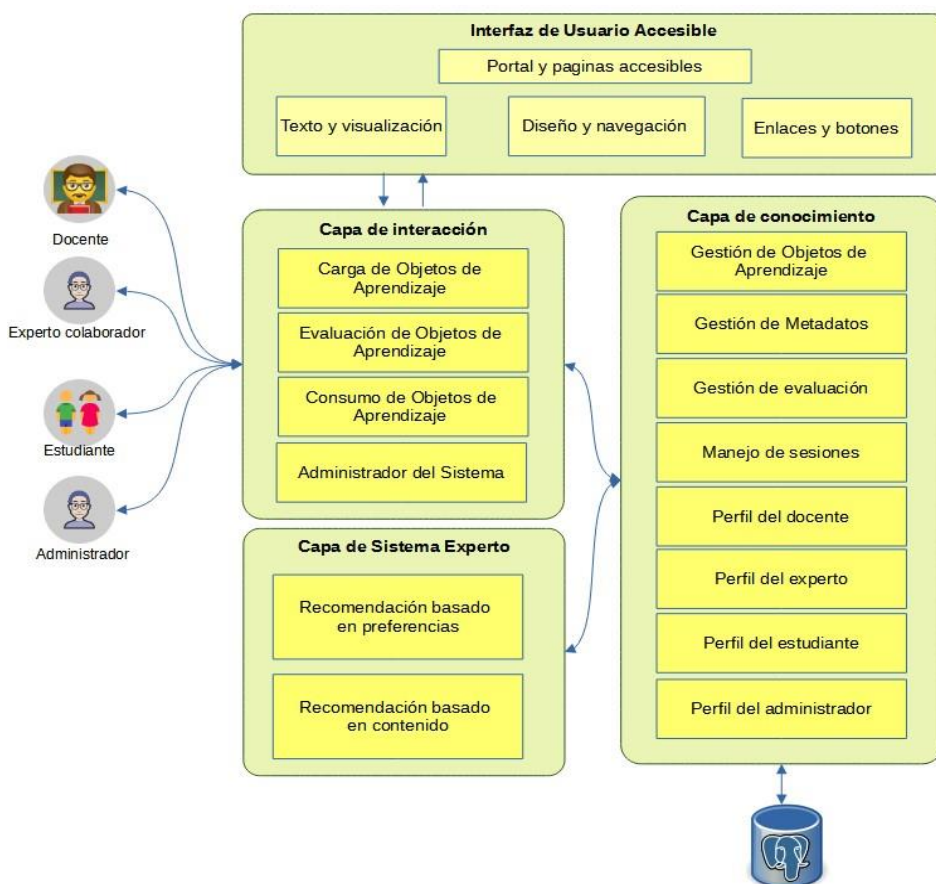 Interfaz de Usuario Accesible
Portal y paginas accesibles
Texto y visualización
Diseño y navegación
Enlaces y botones
Docente
Experto colaborador
Estudiante
Administrador
Capa de interacción
Carga de Objetos de
Aprendizaje
Evaluación de Objetos de
Aprendizaje
Consumo de Objetos de
Aprendizaje
Administrador del Sistema
Capa de Sistema Experto
Recomendación basado
en preferencias
Recomendación basado
en contenido
Capa de conocimiento
Gestión de Objetos de
Aprendizaje
Gestión de Metadatos
Gestión de evaluación
Manejo de sesiones
Perfil del docente
Perfil del experto
Perfil del estudiante
Perfil del administrador